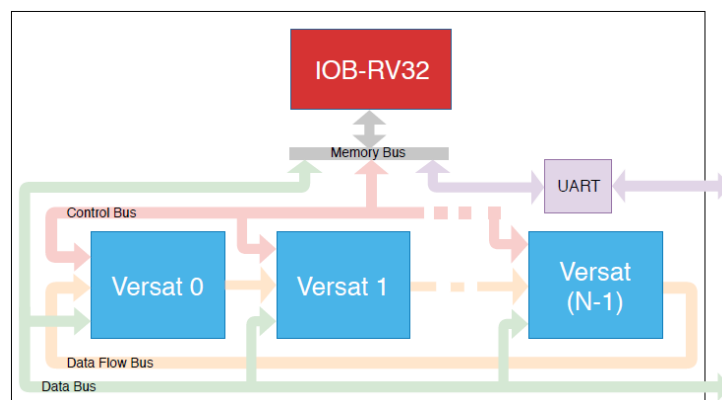 IOB-RV32
Memory Bus
UART
Control Bus
Versat 0
Versat 1
Versat
(N-1)
Data Flow Bus
Data Bus